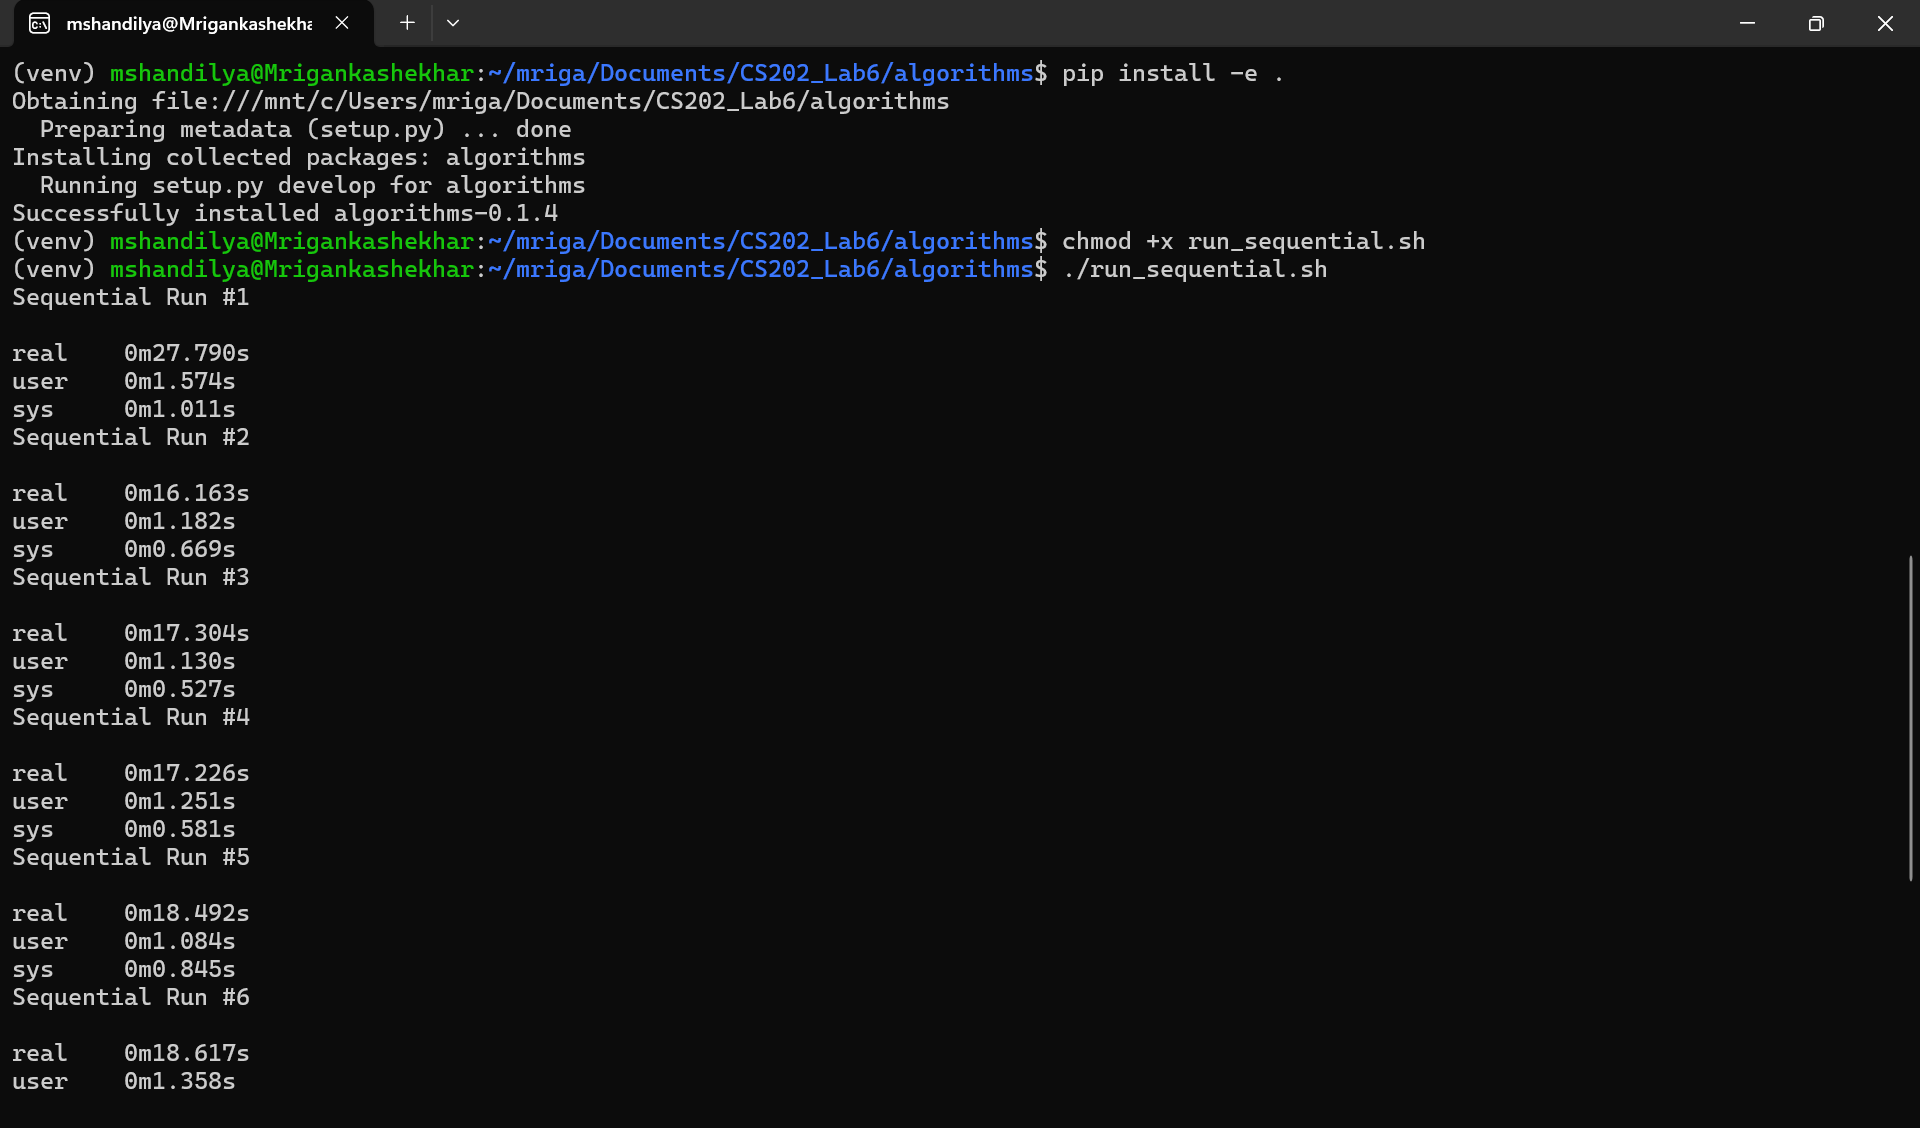 mshandilya@Mrigankashekha
(venv) mshandilya@Mrigankashekhar:~/mriga/Documents/CS202_Lab6/algorithms$ pip install -e .
Obtaining file:///mnt/c/Users/mriga/Documents/CS202_Lab6/algorithms
  Preparing metadata (setup.py) ... done
Installing collected packages: algorithms
  Running setup.py develop for algorithms
Successfully installed algorithms-0.1.4
(venv) mshandilya@Mrigankashekhar:~/mriga/Documents/CS202_Lab6/algorithms$ chmod +x run_sequential.sh
(venv) mshandilya@Mrigankashekhar:~/mriga/Documents/CS202_Lab6/algorithms$ ./run_sequential.sh
Sequential Run #1

real    0m27.790s
user    0m1.574s
sys     0m1.011s
Sequential Run #2

real    0m16.163s
user    0m1.182s
sys     0m0.669s
Sequential Run #3

real    0m17.304s
user    0m1.130s
sys     0m0.527s
Sequential Run #4

real    0m17.226s
user    0m1.251s
sys     0m0.581s
Sequential Run #5

real    0m18.492s
user    0m1.084s
sys     0m0.845s
Sequential Run #6

real    0m18.617s
user    0m1.358s